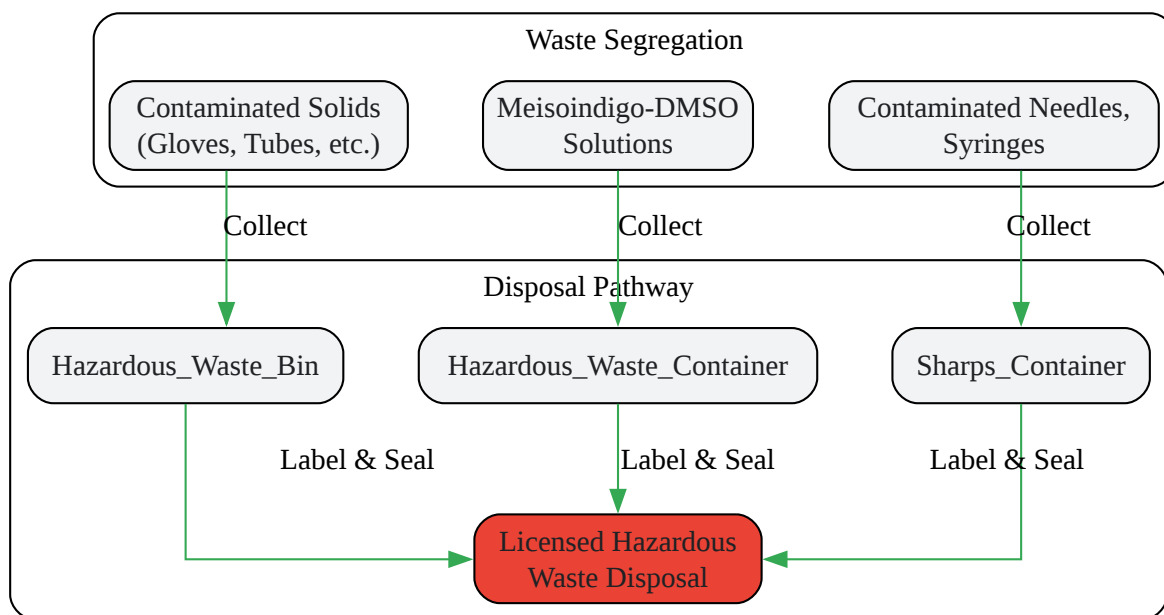 Waste Segregation
Contaminated Solids
(Gloves, Tubes, etc.)
Meisoindigo-DMSO
Solutions
Contaminated Needles,
Syringes
Collect
Collect
Collect
Disposal Pathway
Hazardous_Waste_Bin
Hazardous_Waste_Container
Sharps_Container
Label & Seal
Label & Seal
Label & Seal
Licensed Hazardous
Waste Disposal